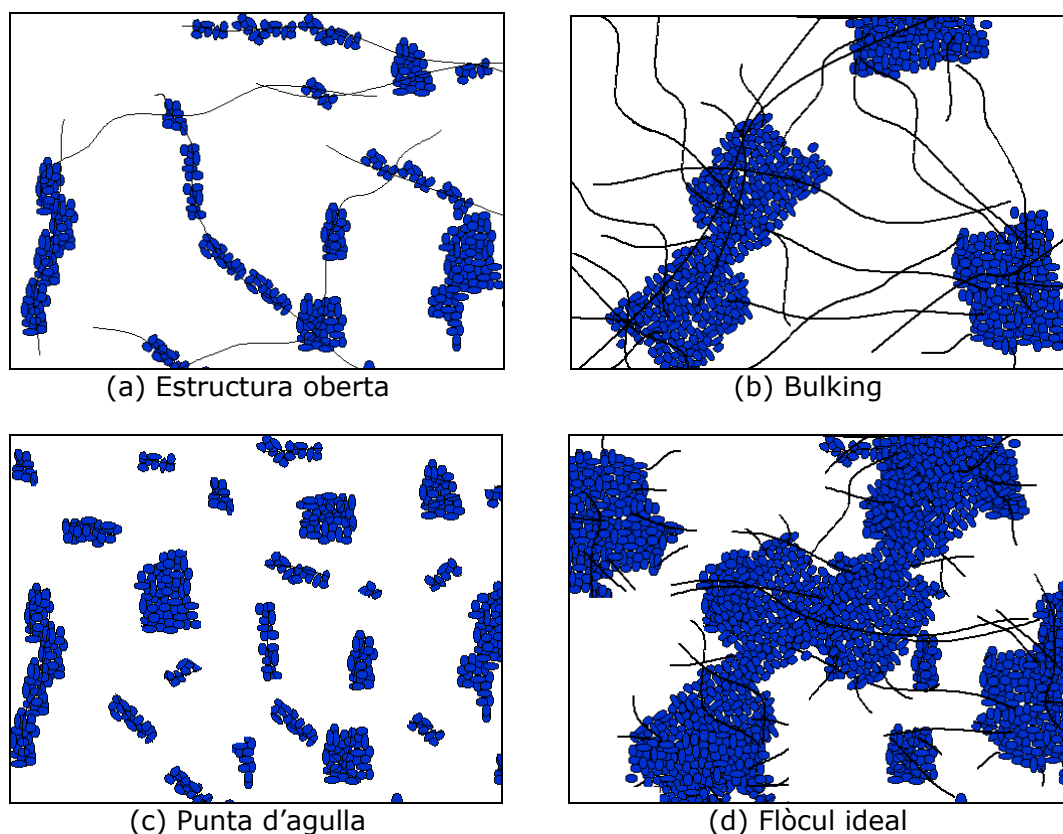 (a) Estructura oberta
(b) Bulking
(c) Punta d'agulla
(d) Flòcul ideal